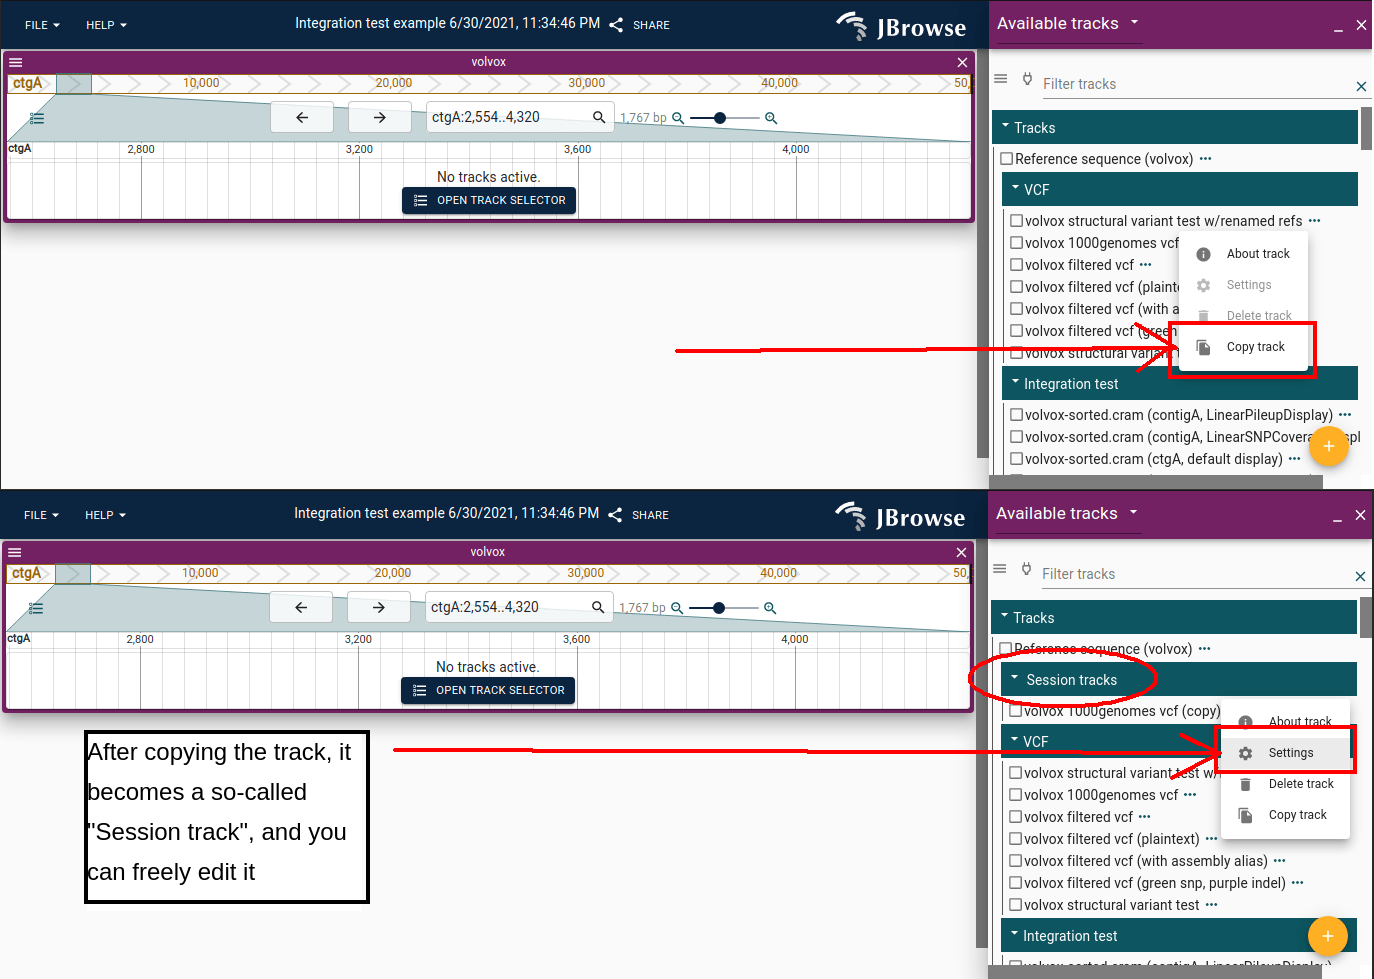 FILE HELP Integration test example 6/30/2021, 11:34:46 PM SHARE JBrowse
volvox
ctgA 10,000 20,000 30,000 40,000 50,
ctgA:2,554..4,320 1,767 bp
ctgA 2,800 3,200 3,600 4,000
No tracks active.
OPEN TRACK SELECTOR
Available tracks
Filter tracks
Tracks
Reference sequence (volvox) ...
VCF
volvox structural variant test w/renamed refs ...
volvox 1000genomes vcf
volvox filtered vcf ...
volvox filtered vcf (plainte
volvox filtered vcf (with a
volvox filtered vcf (green
volvox structural variant
About track
Settings
Delete track
Copy track
Integration test
volvox-sorted.cram (contigA, LinearPileupDisplay) ...
volvox-sorted.cram (contigA, LinearSNPCovera spl
volvox-sorted.cram (ctgA, default display) ...
FILE HELP Integration test example 6/30/2021, 11:34:46 PM SHARE JBrowse
volvox
ctgA 10,000 20,000 30,000 40,000 50,
ctgA:2,554..4,320 1,767 bp
ctgA 2,800 3,200 3,600 4,000
No tracks active.
OPEN TRACK SELECTOR
After copying the track, it
becomes a so-called
"Session track", and you
can freely edit it
Available tracks
Filter tracks
Tracks
Reference sequence (volvox) ...
Session tracks
volvox 1000genomes vcf (copy)
VCF
volvox structural variant test w/
volvox 1000genomes vcf ...
volvox filtered vcf ...
volvox filtered vcf (plaintext) ...
volvox filtered vcf (with assembly alias) ...
volvox filtered vcf (green snp, purple indel) ...
volvox structural variant test ...
About track
Settings
Delete track
Copy track
Integration test
volvox-sorted.cram (contigA, LinearPileupDisplay)